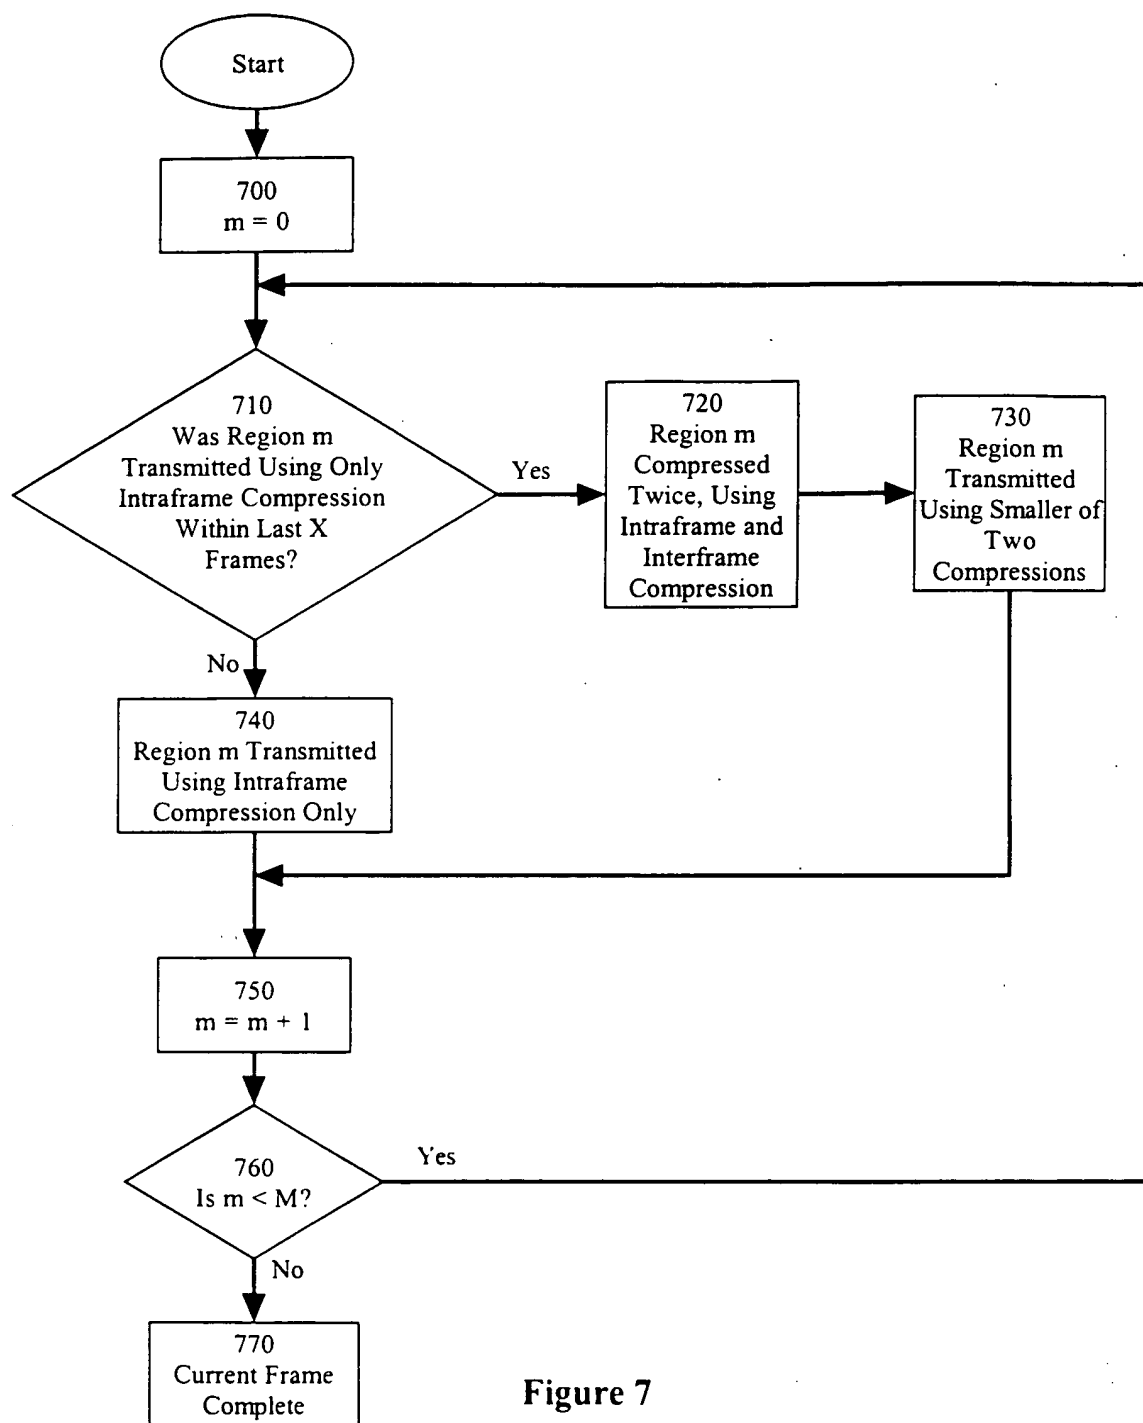 Start
700
m = 0
710
Was Region m
Transmitted Using Only
Intraframe Compression
Within Last X
Frames?
Yes
720
Region m
Compressed
Twice, Using
Intraframe and
Interframe
Compression
730
Region m
Transmitted
Using Smaller of
Two
Compressions
No
740
Region m Transmitted
Using Intraframe
Compression Only
750
m = m + 1
760
Is m < M?
Yes
No
770
Current Frame
Complete
Figure 7